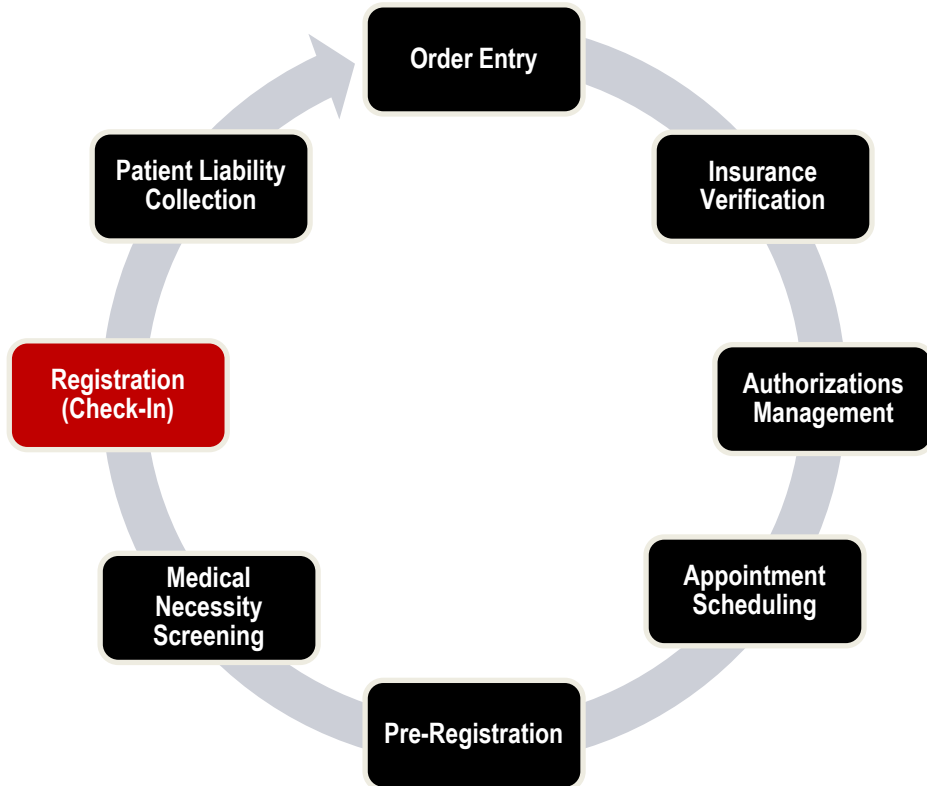 Order Entry
Insurance
Verification
Authorizations
Management
Appointment
Scheduling
Pre-Registration
Medical
Necessity
Screening
Registration
(Check-In)
Patient Liability
Collection